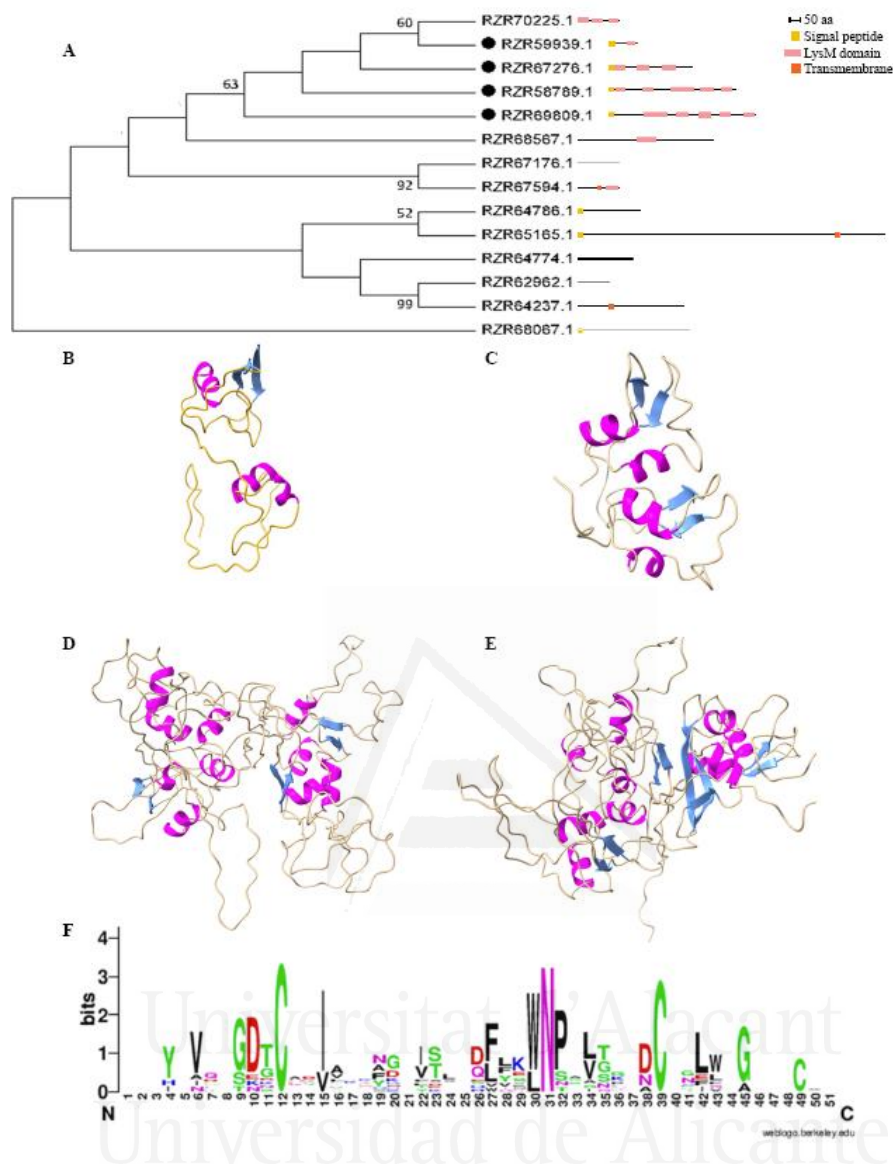 A
60
RZR70225.1
RZR59939.1
RZR67276.1
63
RZR58789.1
RZR69809.1
RZR68567.1
RZR67176.1
92
RZR67594.1
52
RZR64786.1
RZR65165.1
RZR64774.1
RZR62962.1
99
RZR64237.1
RZR68067.1
50 aa
Signal peptide
LysM domain
Transmembrane
B
C
D
E
F
bits
4
3
2
1
0
1 2 3 4 5 6 7 8 9 10 11 12 13 14 15 16 17 18 19 20 21 22 23 24 25 26 27 28 29 30 31 32 33 34 35 36 37 38 39 40 41 42 43 44 45 46 47 48 49 50 51
N
C
weblogo.berkeley.edu
Universitat d'Alacant
Universidad de Alicante